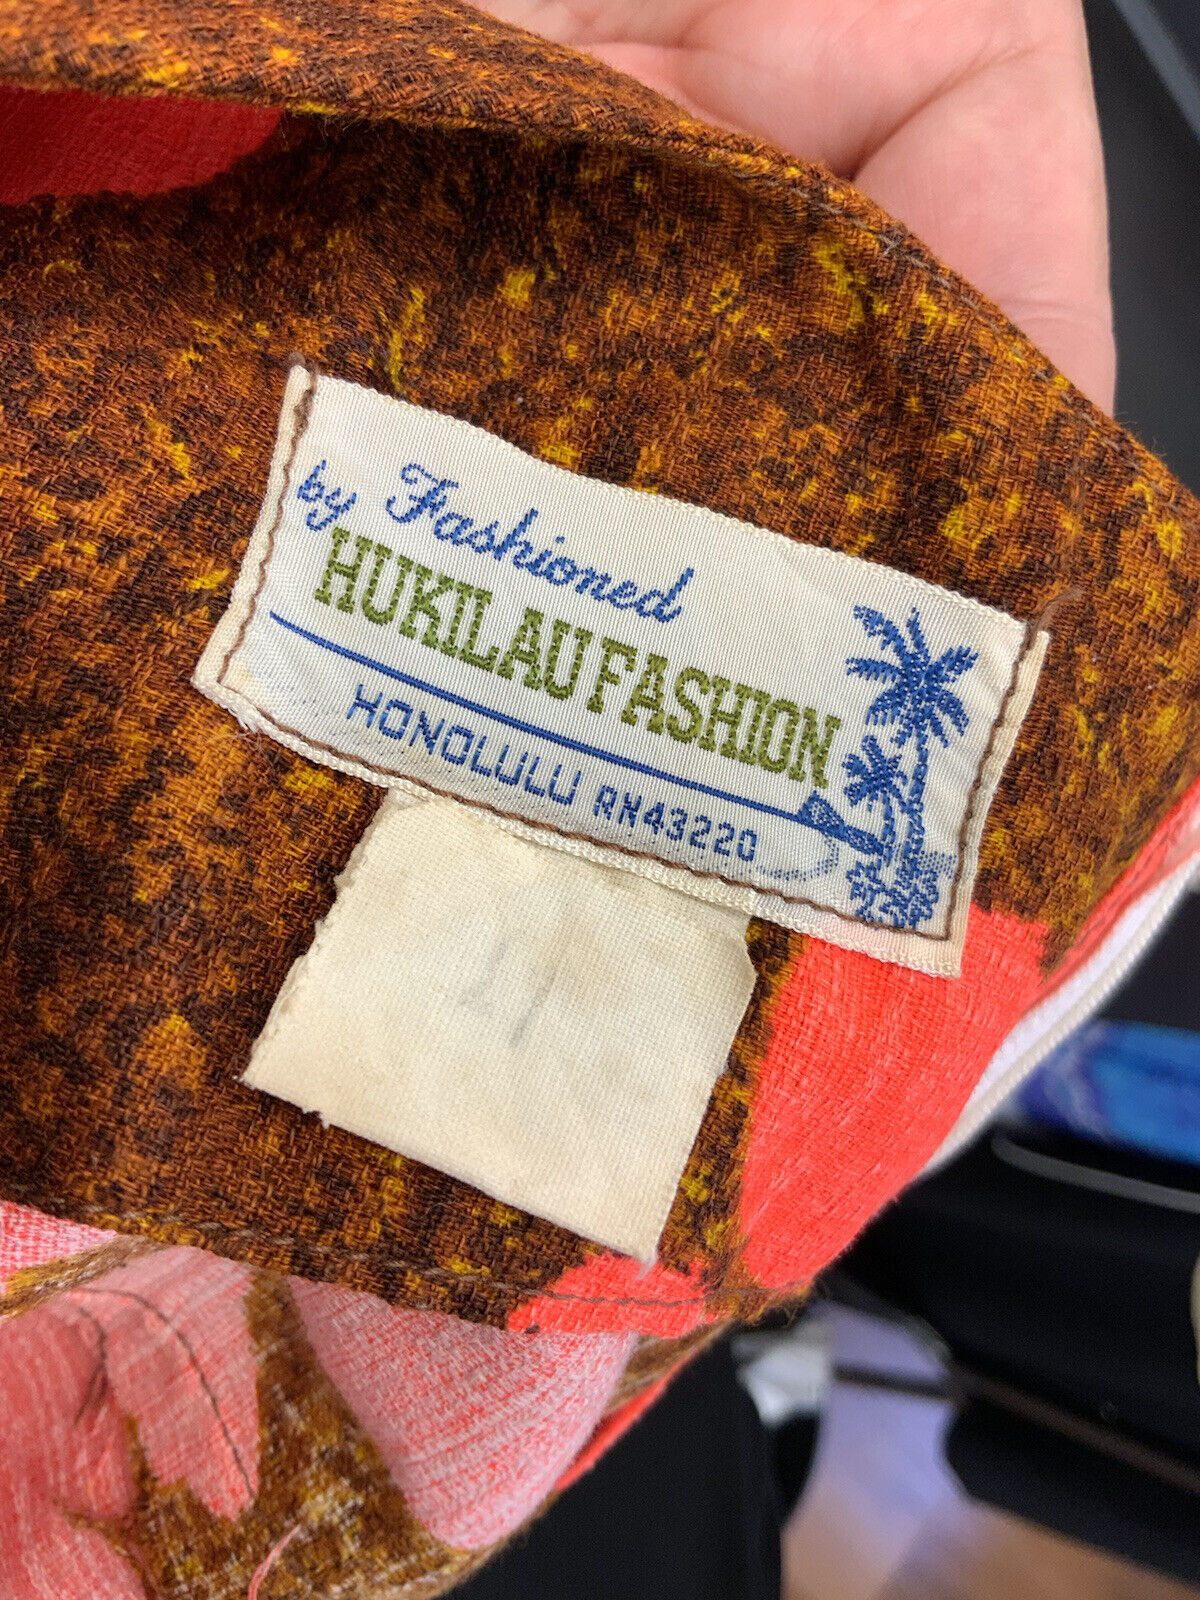 Fashioned
by
HUKILAU FASHION
HONOLULU RN43220